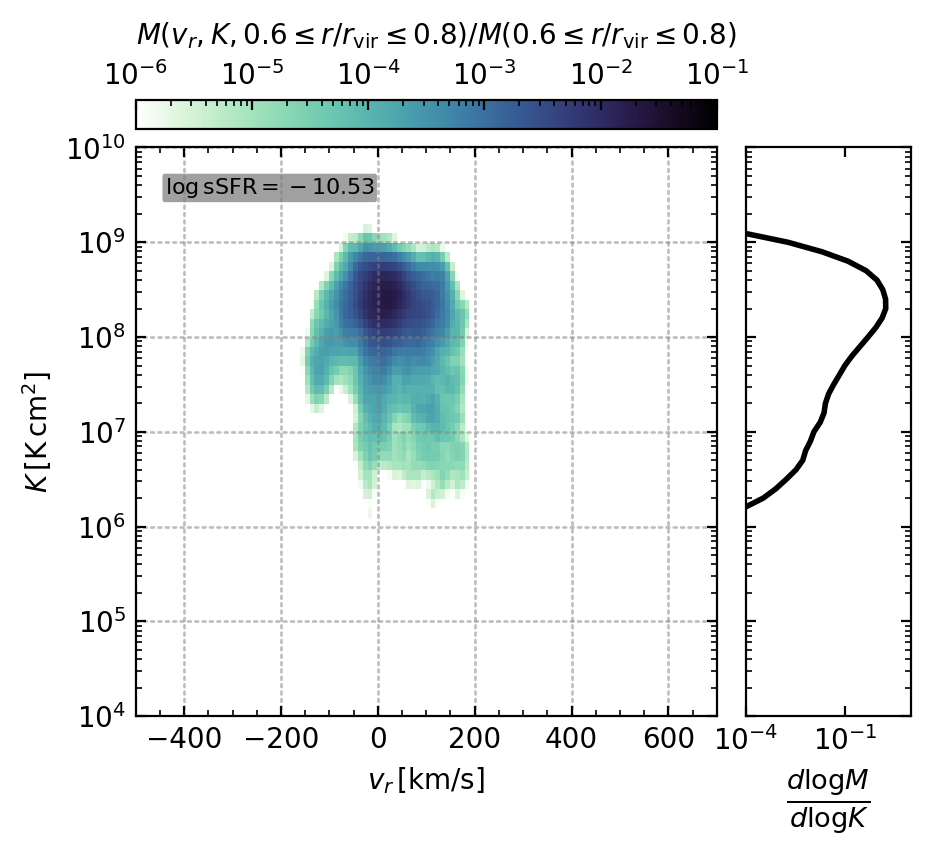 M(v_r, K, 0.6 ≤ r/r_vir ≤ 0.8)/M(0.6 ≤ r/r_vir ≤ 0.8)
10^−6 10^−5 10^−4 10^−3 10^−2 10^−1
log sSFR = −10.53
10^10
10^9
10^8
10^7
10^6
10^5
10^4
K [K cm^2]
−400 −200 0 200 400 600
v_r [km/s]
10^−4 10^−1
dlogM
dlogK